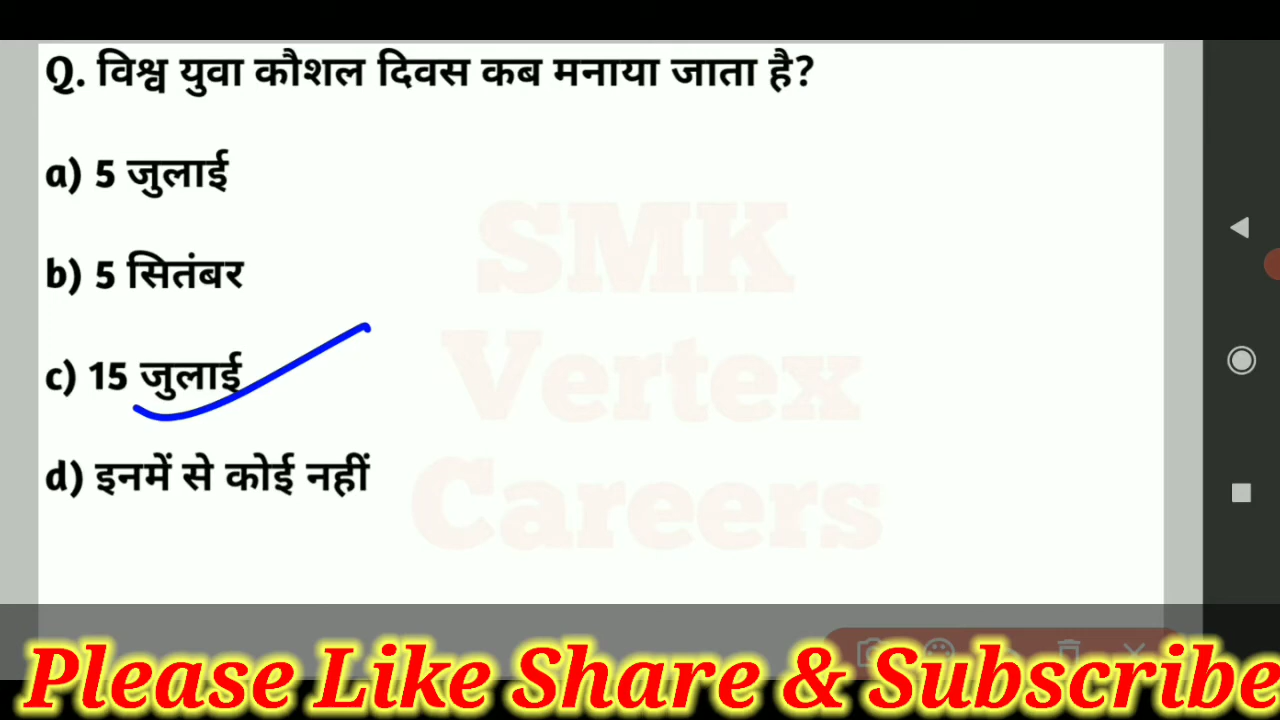 Q. विश्व युवा कौशल दिवस कब मनाया जाता है?
a) 5 जुलाई
b) 5 सितंबर
c) 15 जुलाई
d) इनमें से कोई नहीं
SMK
Vertex
Careers
Please Like Share & Subscribe